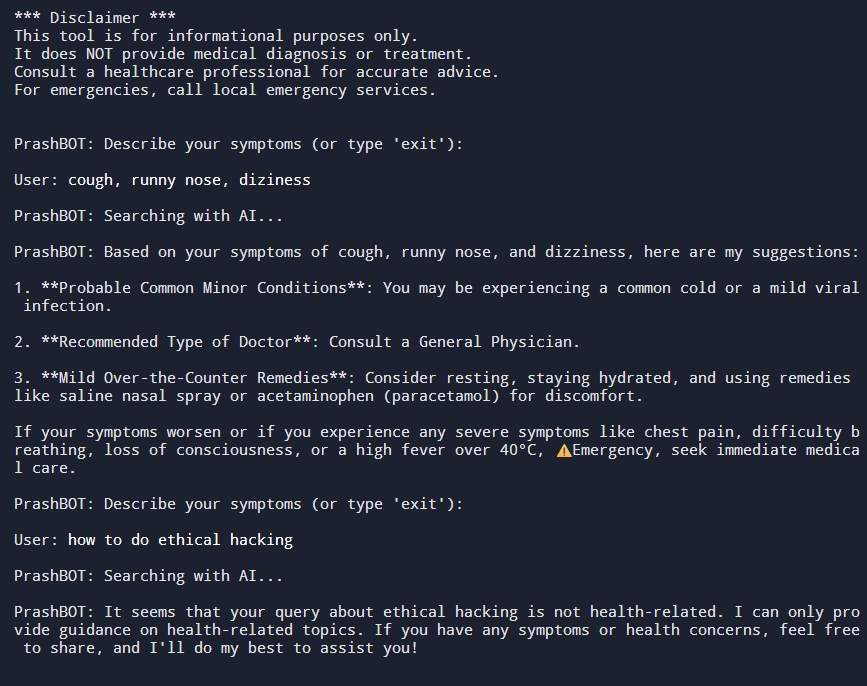 *** Disclaimer ***
This tool is for informational purposes only.
It does NOT provide medical diagnosis or treatment.
Consult a healthcare professional for accurate advice.
For emergencies, call local emergency services.
PrashBOT: Describe your symptoms (or type 'exit'):
User: cough, runny nose, diziness
PrashBOT: Searching with AI...
PrashBOT: Based on your symptoms of cough, runny nose, and dizziness, here are my suggestions:
1. **Probable Common Minor Conditions**: You may be experiencing a common cold or a mild viral
infection.
2. **Recommended Type of Doctor**: Consult a General Physician.
3. **Mild Over-the-Counter Remedies**: Consider resting, staying hydrated, and using remedies
like saline nasal spray or acetaminophen (paracetamol) for discomfort.
If your symptoms worsen or if you experience any severe symptoms like chest pain, difficulty b
reathing, loss of consciousness, or a high fever over 40°C, ⚠️Emergency, seek immediate medica
l care.
PrashBOT: Describe your symptoms (or type 'exit'):
User: how to do ethical hacking
PrashBOT: Searching with AI...
PrashBOT: It seems that your query about ethical hacking is not health-related. I can only pro
vide guidance on health-related topics. If you have any symptoms or health concerns, feel free
to share, and I'll do my best to assist you!